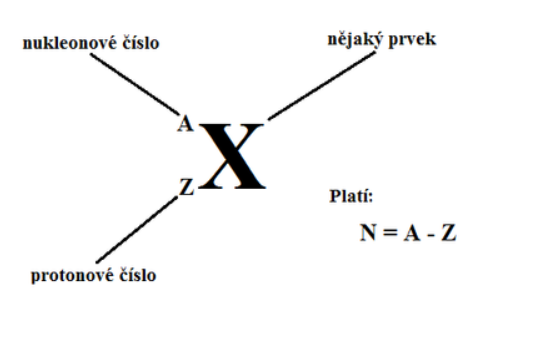 nukleonové číslo
nějaký prvek
A
X
Z
Platí:
N = A - Z
protonové číslo